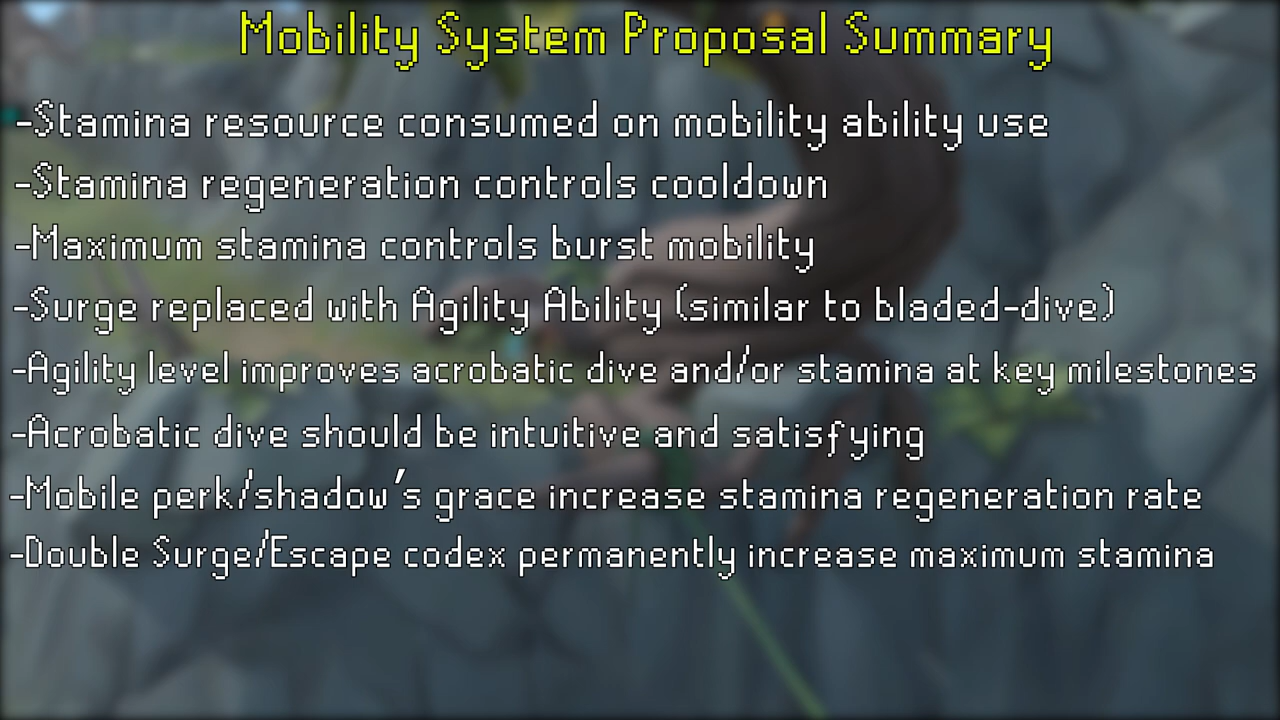 Mobility System Proposal Summary
-Stamina resource consumed on mobility ability use
-Stamina regeneration controls cooldown
-Maximum stamina controls burst mobility
-Surge replaced with Agility Ability (similar to bladed-dive)
-Agility level improves acrobatic dive and/or stamina at key milestones
-Acrobatic dive should be intuitive and satisfying
-Mobile perk/shadow's grace increase stamina regeneration rate
-Double Surge/Escape codex permanently increase maximum stamina